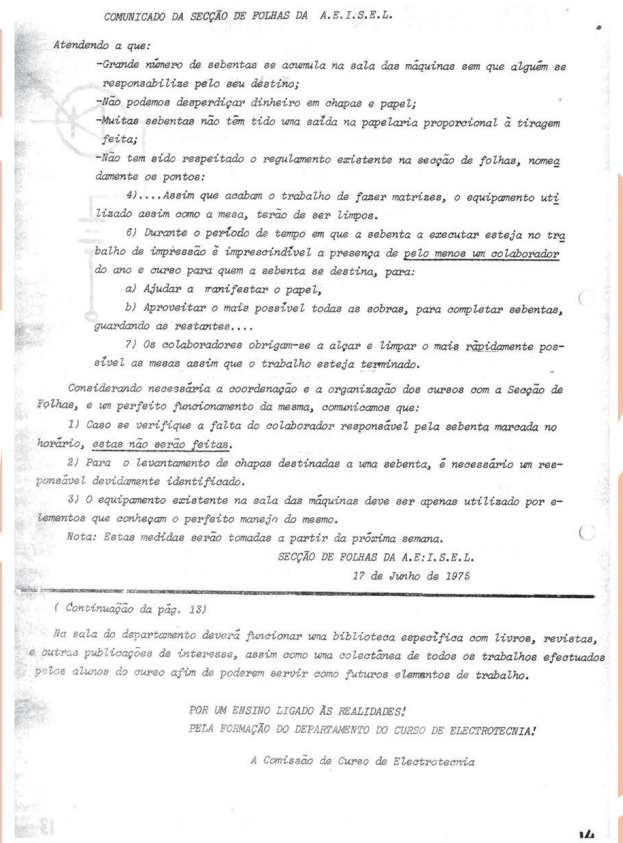 COMUNICADO DA SECÇÃO DE FOLHAS DA A.E.I.S.E.L.
Atendendo a que:
-Grande número de sebentas se acumula na sala das máquinas sem que alguém se
responsabilize pelo seu destino;
-Não podemos desperdiçar dinheiro em chapas e papel;
-Muitas sebentas não têm tido uma saída na papelaria proporcional à tiragem
feita;
-Não tem sido respeitado o regulamento existente na secção de folhas, nomea
damente os pontos:
4)....Assim que acabam o trabalho de fazer matrizes, o equipamento uti
lizado assim como a mesa, terão de ser limpos.
6) Durante o período de tempo em que a sebenta a executar esteja no tra
balho de impressão è imprescindível a presença de pelo menos um colaborador
do ano e curso para quem a sebenta se destina, para:
a) Ajudar a manifestar o papel,
b) Aproveitar o mais possível todas as sobras, para completar sebentas,
guardando as restantes....
7) Os colaboradores obrigam-se a alçar e limpar o mais ràpidamente pos-
sível as mesas assim que o trabalho esteja terminado.
Considerando necessária a coordenação e a organização dos cursos com a Secção de
Folhas, e um perfeito funcionamento da mesma, comunicamos que:
1) Caso se verifique a falta do colaborador responsável pela sebenta marcada no
horário, estas não serão feitas.
2) Para o levantamento de chapas destinadas a uma sebenta, é necessário um res-
ponsável devidamente identificado.
3) O equipamento existente na sala das máquinas deve ser apenas utilizado por e-
lementos que conheçam o perfeito manejo do mesmo.
Nota: Estas medidas serão tomadas a partir da próxima semana.
SECÇÃO DE FOLHAS DA A.E:I.S.E.L.
17 de Junho de 1975
( Continuação da pág. 13)
Na sala do departamento deverá funcionar uma biblioteca específica com livros, revistas,
e outras publicações de interesse, assim como uma colectânea de todos os trabalhos efectuados
pelos alunos do curso afim de poderem servir como futuros elementos de trabalho.
POR UM ENSINO LIGADO ÀS REALIDADES!
PELA FORMAÇÃO DO DEPARTAMENTO DO CURSO DE ELECTROTECNIA!
A Comissão de Curso de Electrotecnia
14